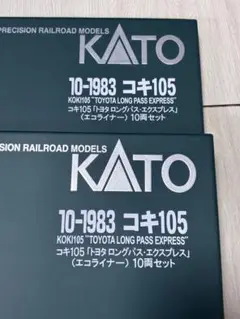 PRECISION RAILROAD MODELS
KATO
10-1983 コキ105
KOKI105 "TOYOTA LONG PASS EXPRESS"
コキ105「トヨタ ロングパス・エクスプレス」
(エコライナー) 10両セット
PRECISION RAILROAD MODELS
KATO
10-1983 コキ105
KOKI105 "TOYOTA LONG PASS EXPRESS"
コキ105「トヨタ ロングパス・エクスプレス」
(エコライナー) 10両セット